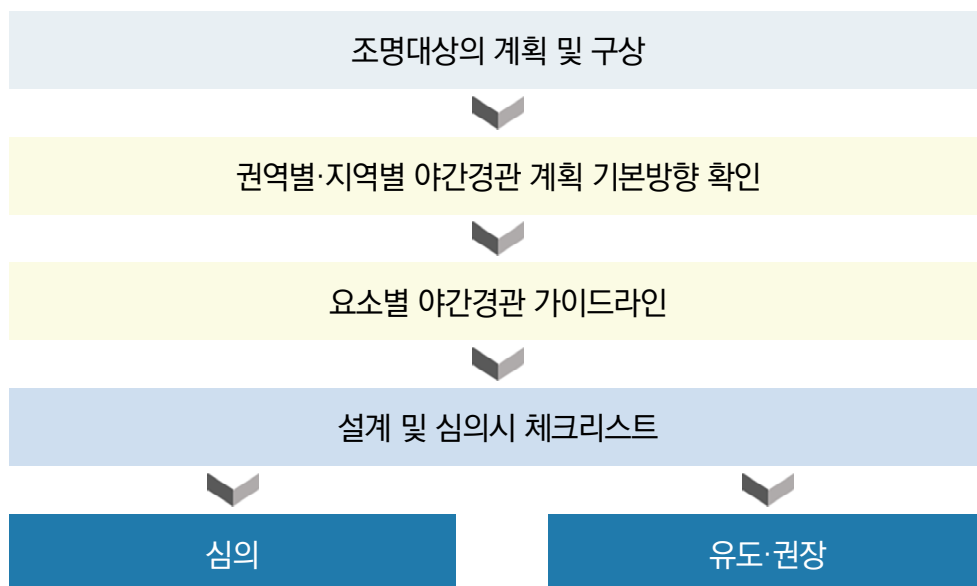 조명대상의 계획 및 구상
권역별·지역별 야간경관 계획 기본방향 확인
요소별 야간경관 가이드라인
설계 및 심의시 체크리스트
심의
유도·권장